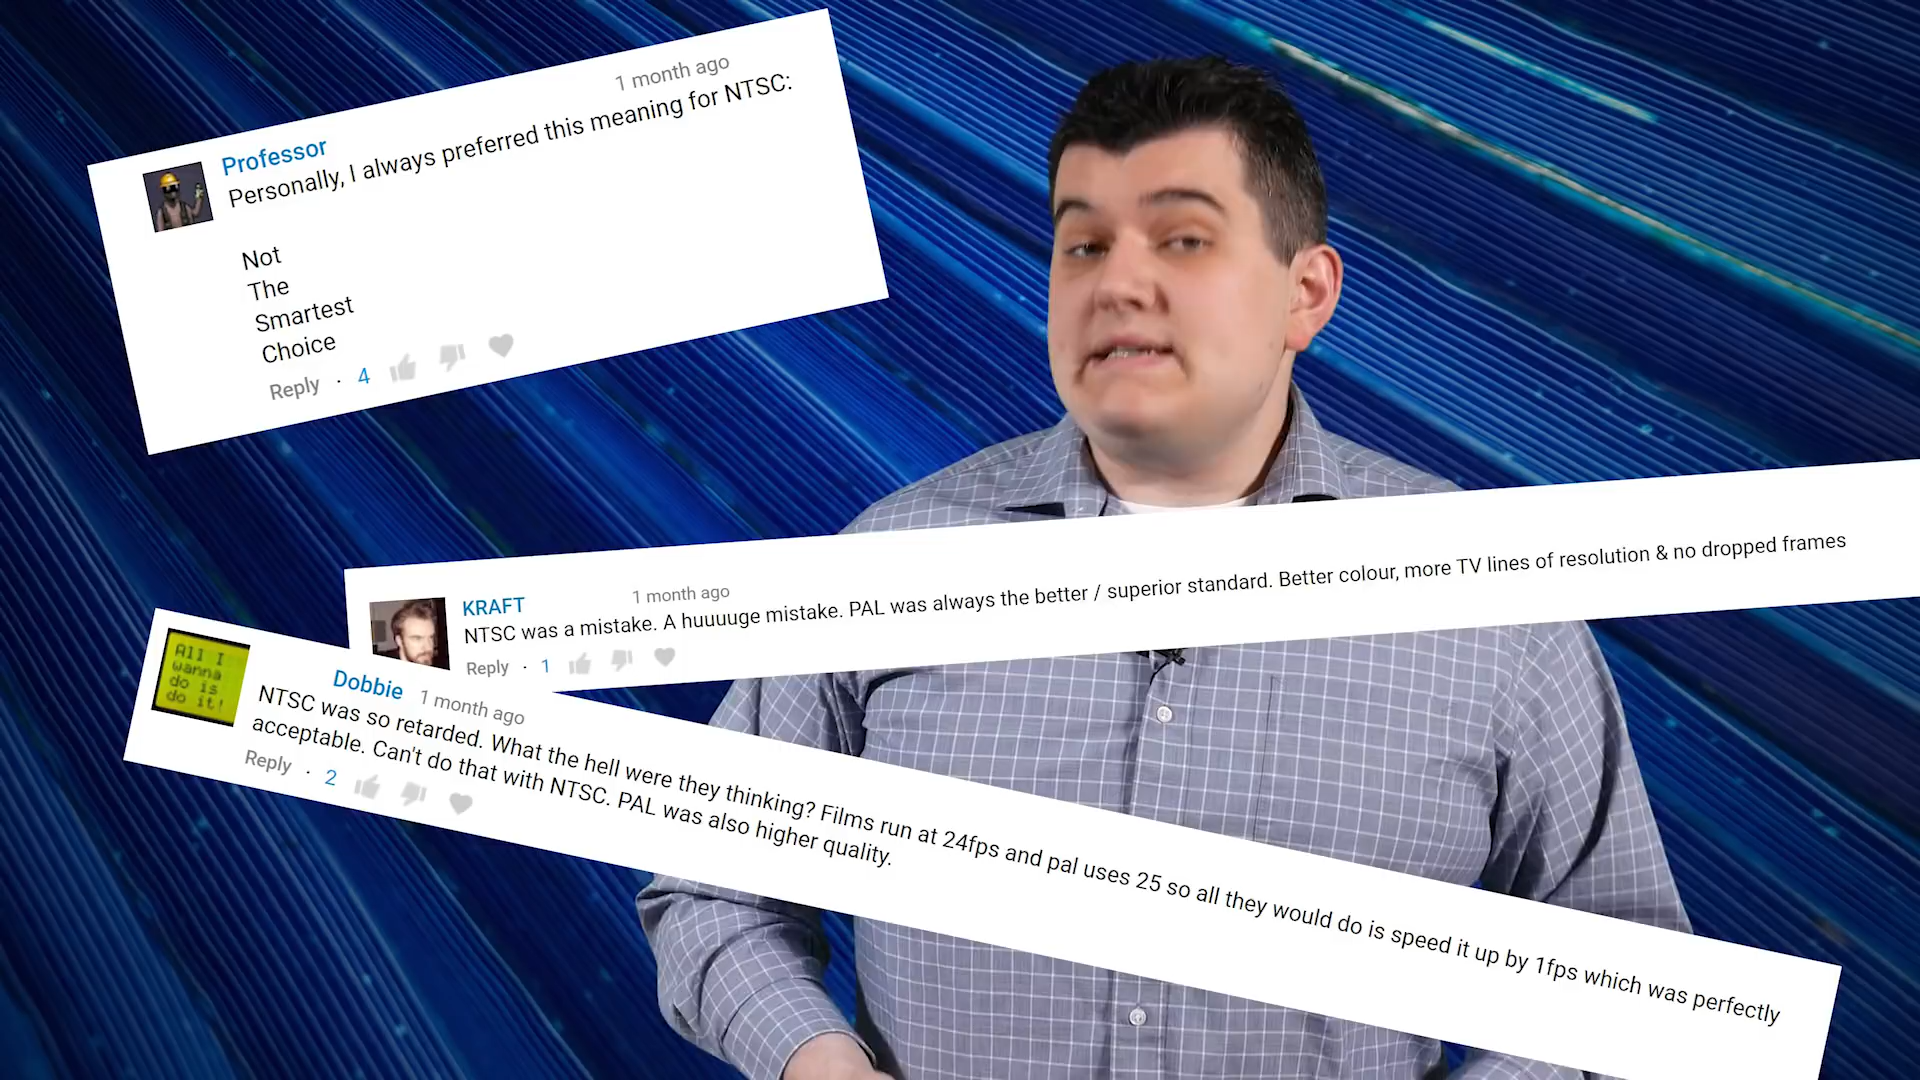 1 month ago
Professor
Personally, I always preferred this meaning for NTSC:
Not
The
Smartest
Choice
Reply · 4
KRAFT 1 month ago
NTSC was a mistake. A huuuuge mistake. PAL was always the better / superior standard. Better colour, more TV lines of resolution & no dropped frames
Reply · 1
All I
wanna
do is
do it!
Dobbie 1 month ago
NTSC was so retarded. What the hell were they thinking? Films run at 24fps and pal uses 25 so all they would do is speed it up by 1fps which was perfectly
acceptable. Can't do that with NTSC. PAL was also higher quality.
Reply · 2